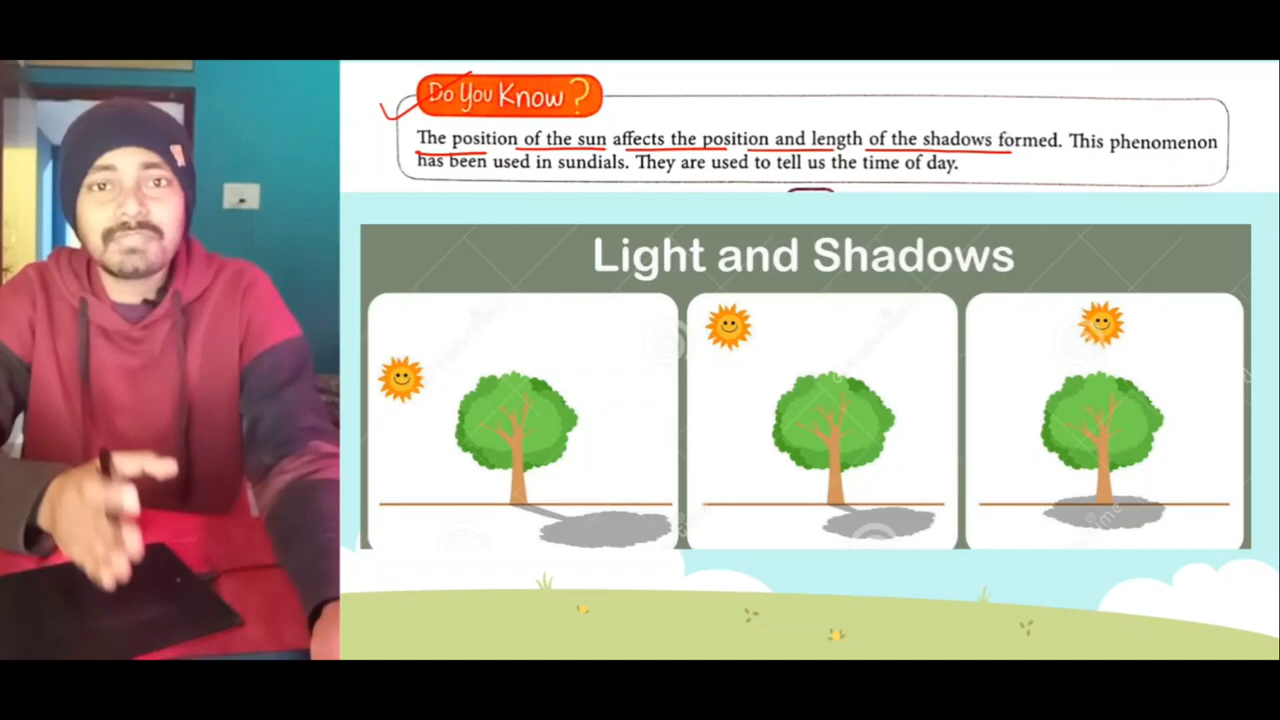 Do You Know ?
The position of the sun affects the position and length of the shadows formed. This phenomenon
has been used in sundials. They are used to tell us the time of day.
Light and Shadows